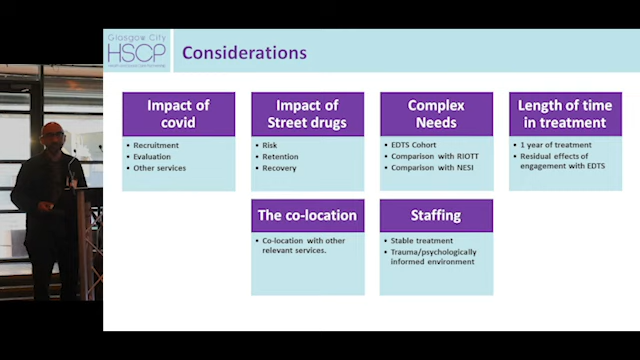 Glasgow City
HSCP
Considerations
Impact of
covid
▪ Recruitment
▪ Evaluation
▪ Other services
Impact of
Street drugs
▪ Risk
▪ Retention
▪ Recovery
Complex
Needs
▪ EDTS Cohort
▪ Comparison with RIOTT
▪ Comparison with NESI
Length of time
in treatment
▪ 1 year of treatment
▪ Residual effects of
engagement with EDTS
The co-location
▪ Co-location with other
relevant services.
Staffing
▪ Stable treatment
▪ Trauma/psychologically
informed environment